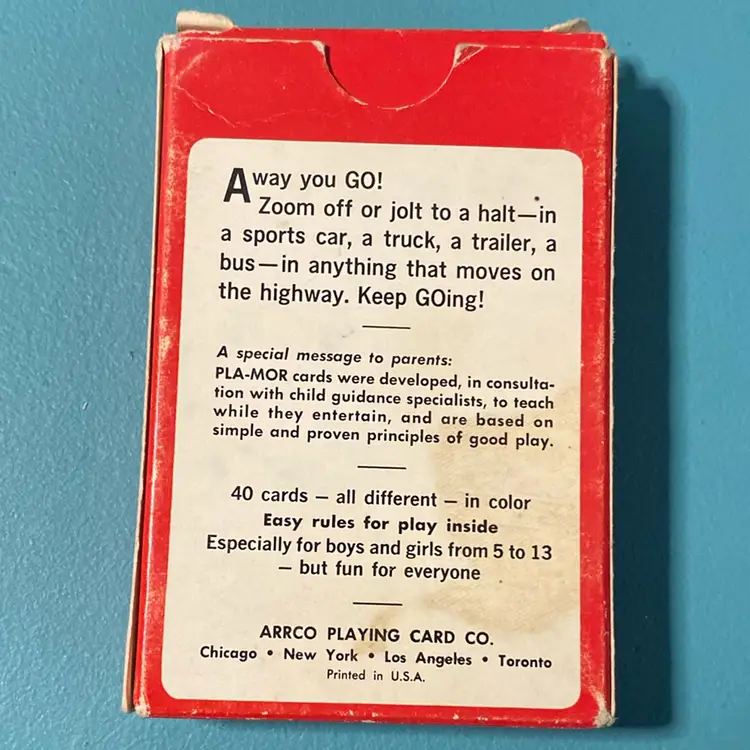 Away you GO!
Zoom off or jolt to a halt—in
a sports car, a truck, a trailer, a
bus—in anything that moves on
the highway. Keep GOing!
A special message to parents:
PLA-MOR cards were developed, in consulta-
tion with child guidance specialists, to teach
while they entertain, and are based on
simple and proven principles of good play.
40 cards — all different — in color
Easy rules for play inside
Especially for boys and girls from 5 to 13
— but fun for everyone
ARRCO PLAYING CARD CO.
Chicago • New York • Los Angeles • Toronto
Printed in U.S.A.